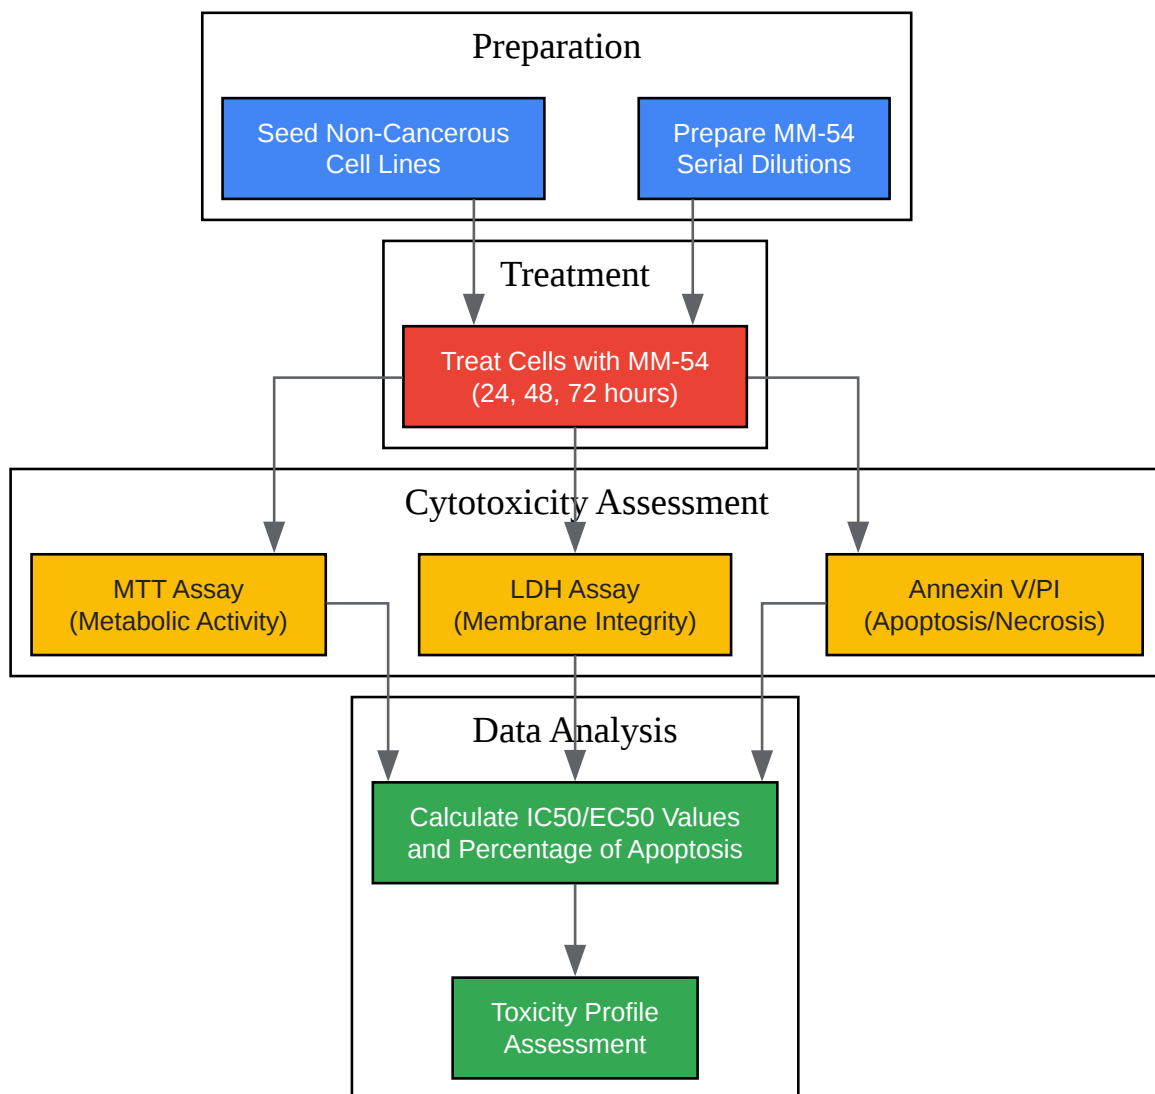 Preparation
Seed Non-Cancerous
Cell Lines
Prepare MM-54
Serial Dilutions
Treatment
Treat Cells with MM-54
(24, 48, 72 hours)
Cytotoxicity Assessment
MTT Assay
(Metabolic Activity)
LDH Assay
(Membrane Integrity)
Annexin V/PI
(Apoptosis/Necrosis)
Data Analysis
Calculate IC50/EC50 Values
and Percentage of Apoptosis
Toxicity Profile
Assessment